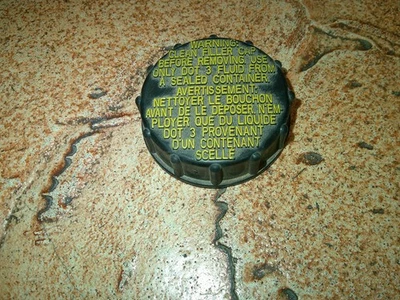 WARNING:
CLEAN FILLER CAP
BEFORE REMOVING. USE
ONLY DOT 3 FLUID FROM
A SEALED CONTAINER.
AVERTISSEMENT:
NETTOYER LE BOUCHON
AVANT DE LE DEPOSER. N'EM-
PLOYER QUE DU LIQUIDE
DOT 3 PROVENANT
D'UN CONTENANT
SCELLÉ